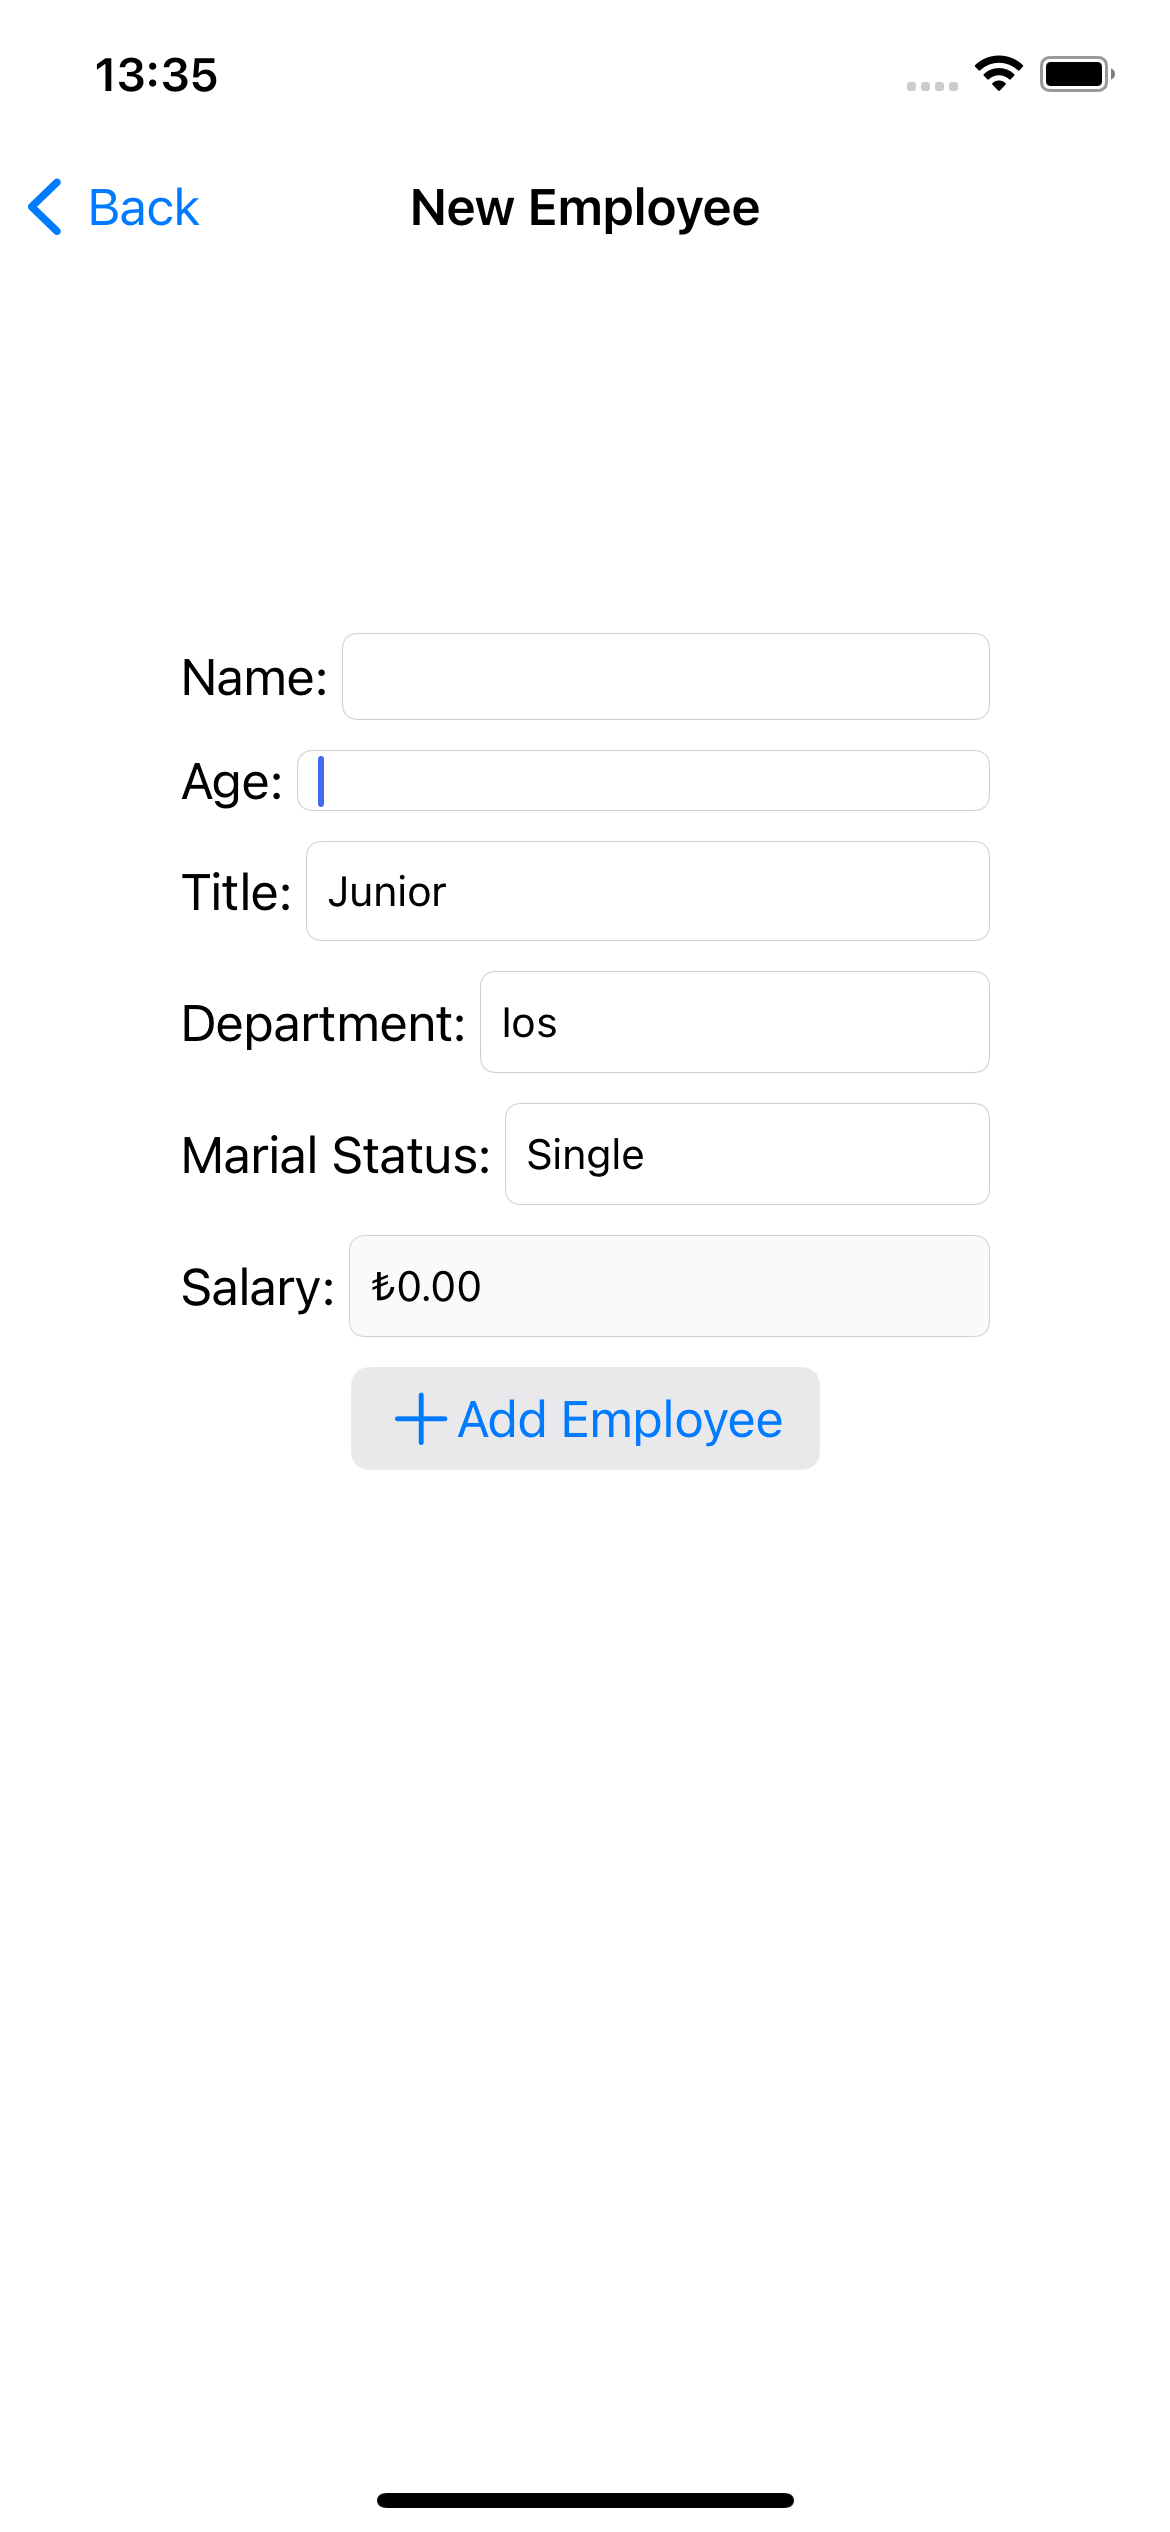 13:35
Back
New Employee
Name:
Age:
Title: Junior
Department: Ios
Marial Status: Single
Salary: ₺0.00
Add Employee